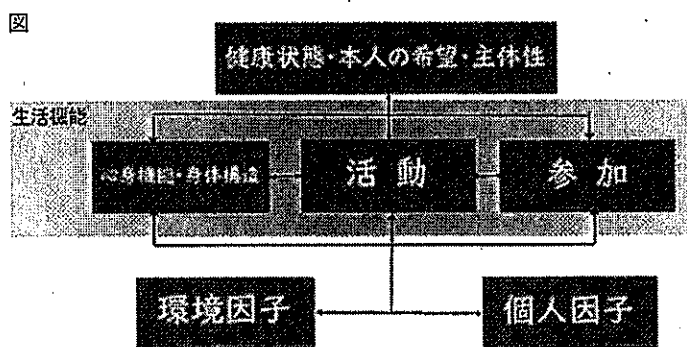 図
健康状態・本人の希望・主体性
生活機能
心身機能・身体構造
活動
参加
環境因子
個人因子